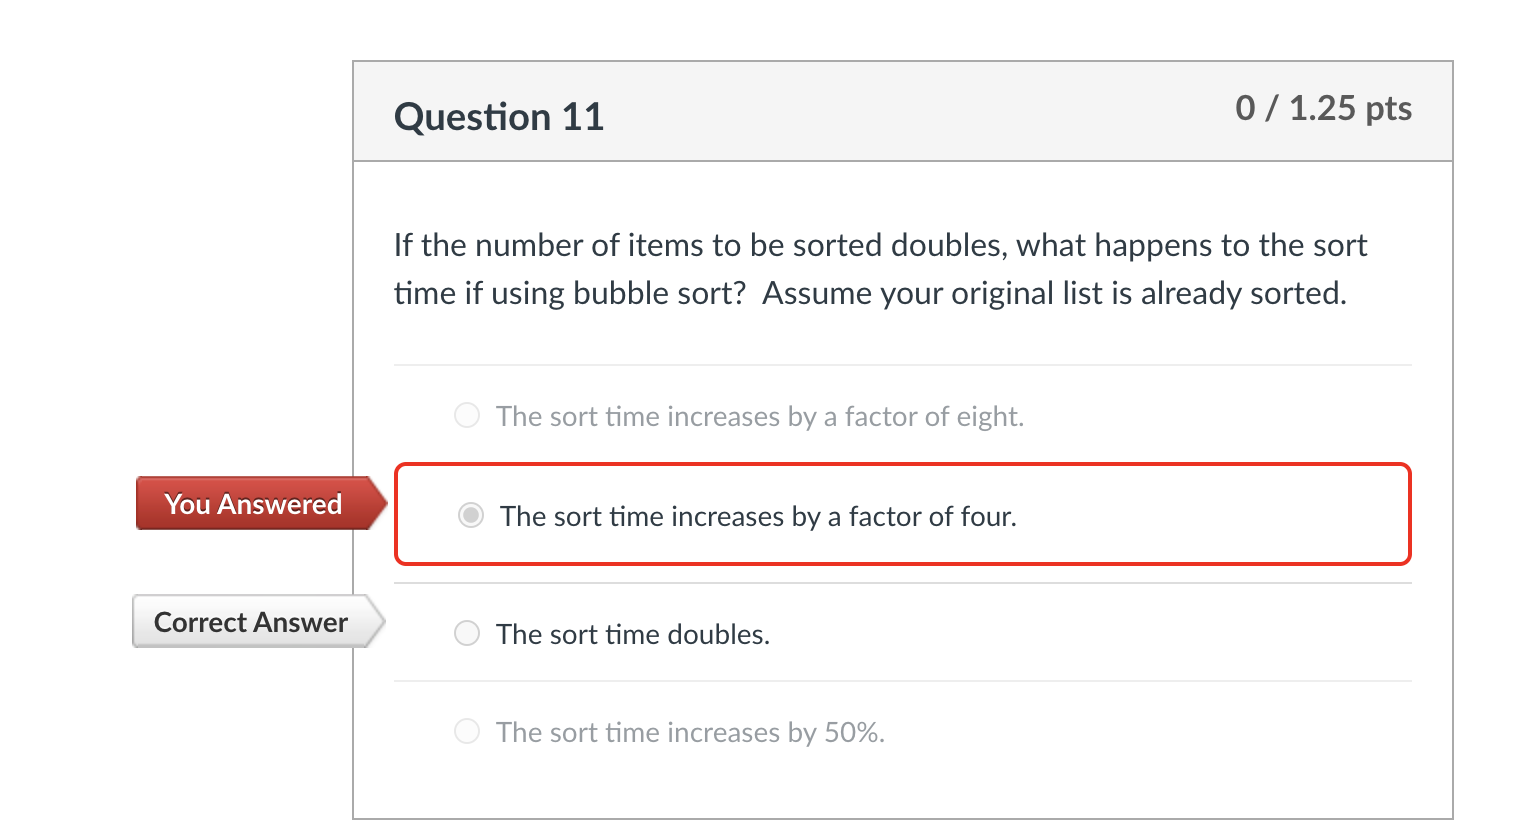 Question 11
0 / 1.25 pts
If the number of items to be sorted doubles, what happens to the sort
time if using bubble sort?  Assume your original list is already sorted.
The sort time increases by a factor of eight.
You Answered
The sort time increases by a factor of four.
Correct Answer
The sort time doubles.
The sort time increases by 50%.